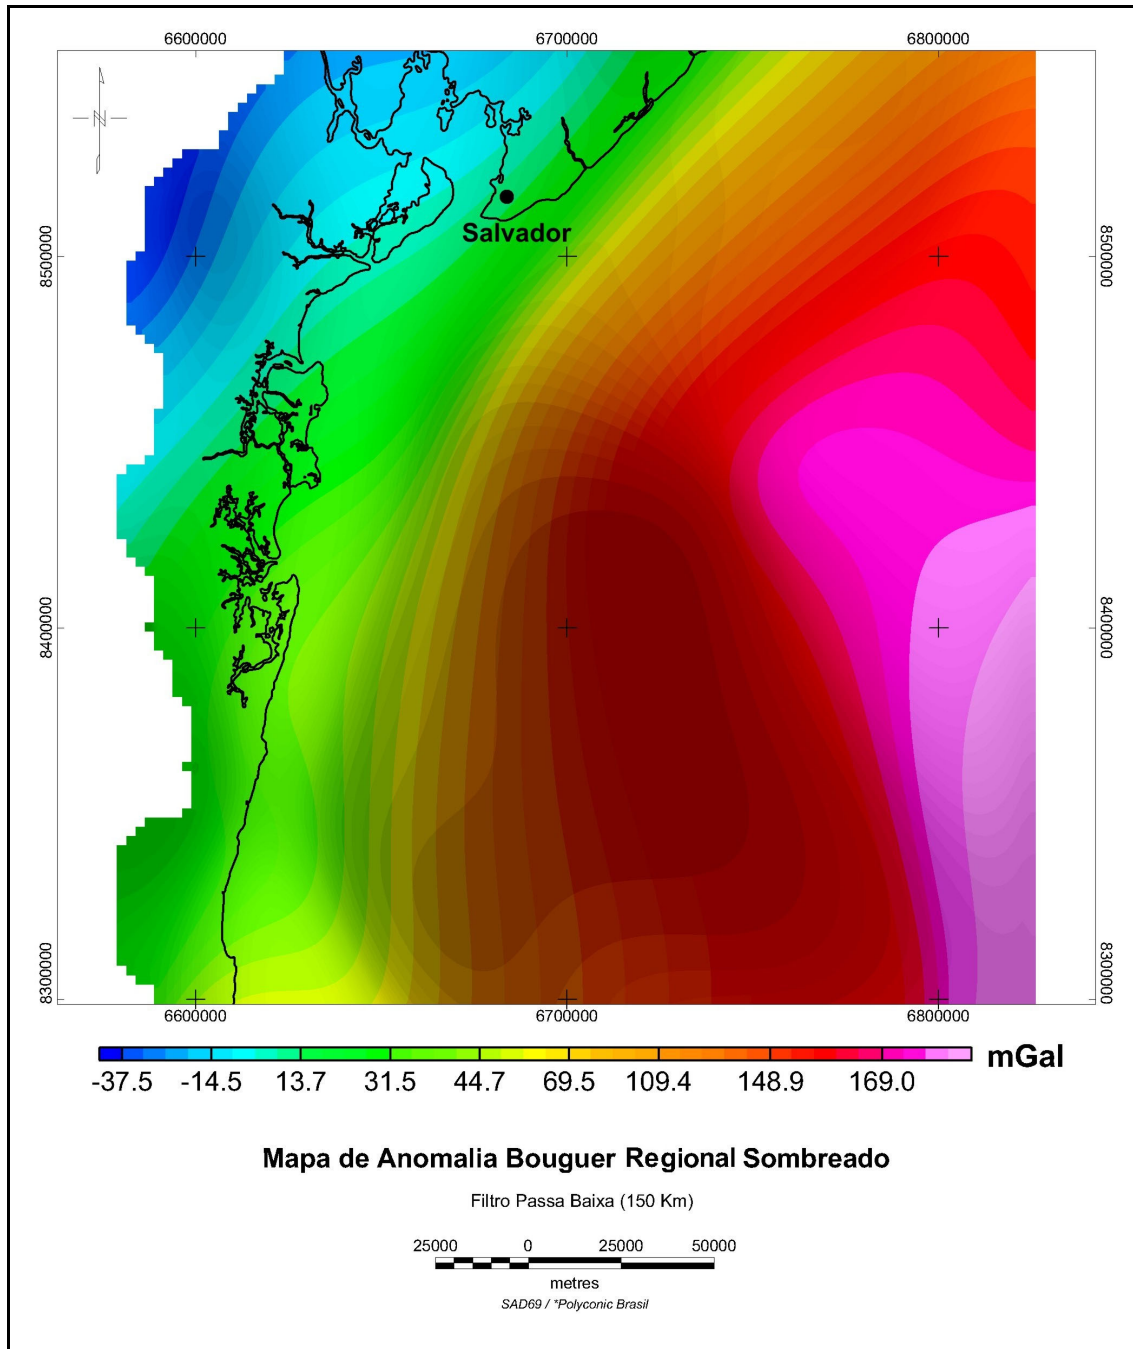 6600000 6700000 6800000
N
Salvador
8500000 8500000
8400000 8400000
8300000 8300000
6600000 6700000 6800000
-37.5 -14.5 13.7 31.5 44.7 69.5 109.4 148.9 169.0 mGal
Mapa de Anomalia Bouguer Regional Sombreado
Filtro Passa Baixa (150 Km)
25000 0 25000 50000
metres
SAD69 / *Polyconic Brasil